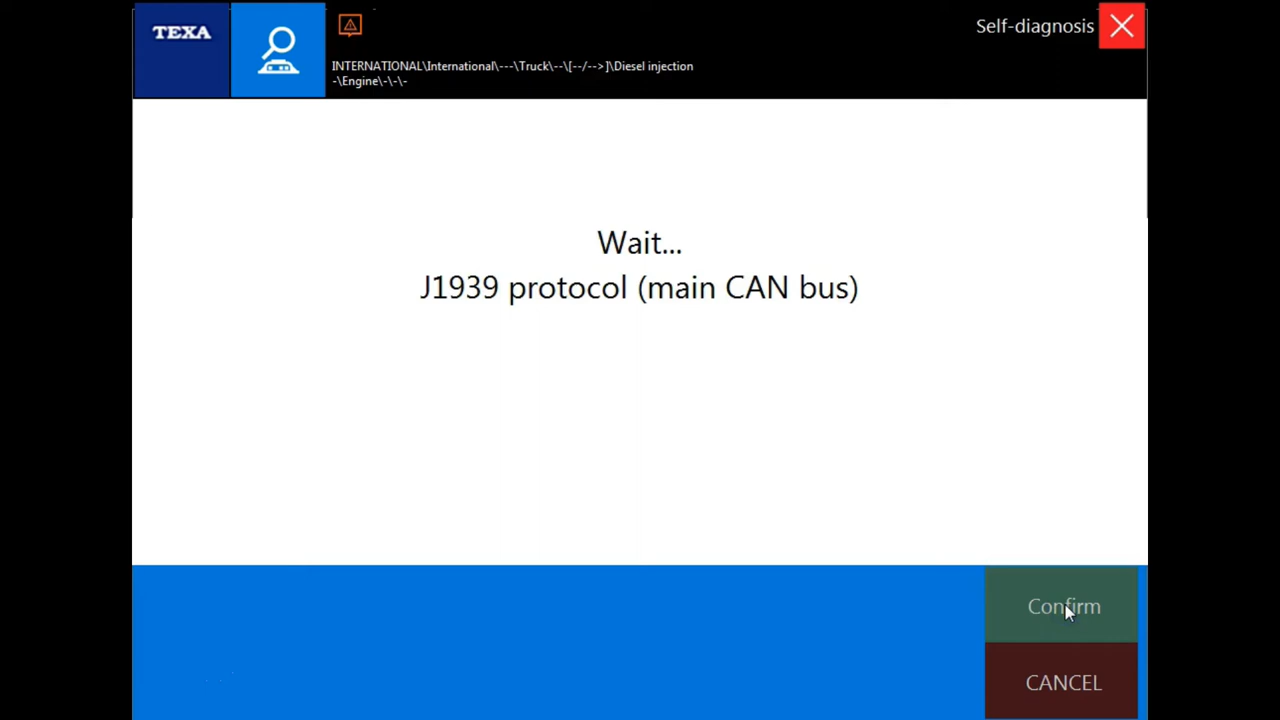 TEXA
Self-diagnosis
INTERNATIONAL\International\---\Truck\--\[--/-->]\Diesel injection
-\Engine\-\-\-
Wait...
J1939 protocol (main CAN bus)
Confirm
CANCEL